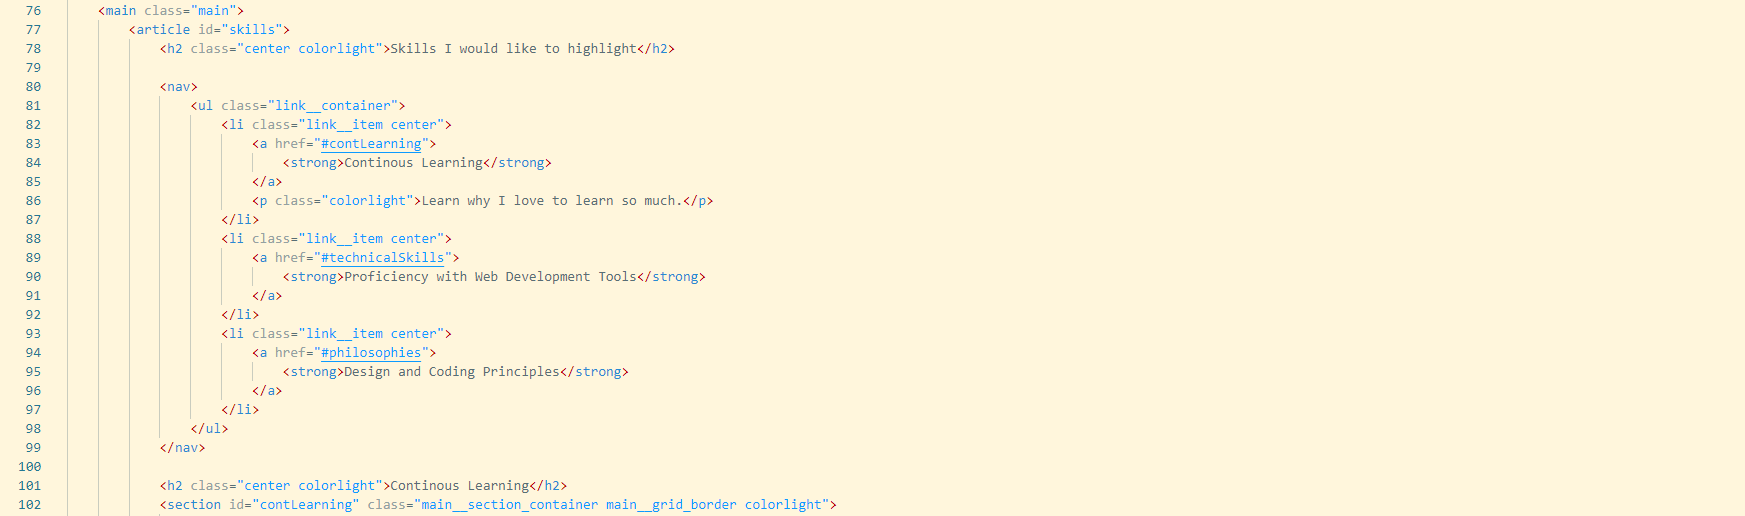 76 <main class="main">
77 <article id="skills">
78 <h2 class="center colorlight">Skills I would like to highlight</h2>
79
80 <nav>
81 <ul class="link__container">
82 <li class="link__item center">
83 <a href="#contLearning">
84 <strong>Continous Learning</strong>
85 </a>
86 <p class="colorlight">Learn why I love to learn so much.</p>
87 </li>
88 <li class="link__item center">
89 <a href="#technicalSkills">
90 <strong>Proficiency with Web Development Tools</strong>
91 </a>
92 </li>
93 <li class="link__item center">
94 <a href="#philosophies">
95 <strong>Design and Coding Principles</strong>
96 </a>
97 </li>
98 </ul>
99 </nav>
100
101 <h2 class="center colorlight">Continous Learning</h2>
102 <section id="contLearning" class="main__section_container main__grid_border colorlight">